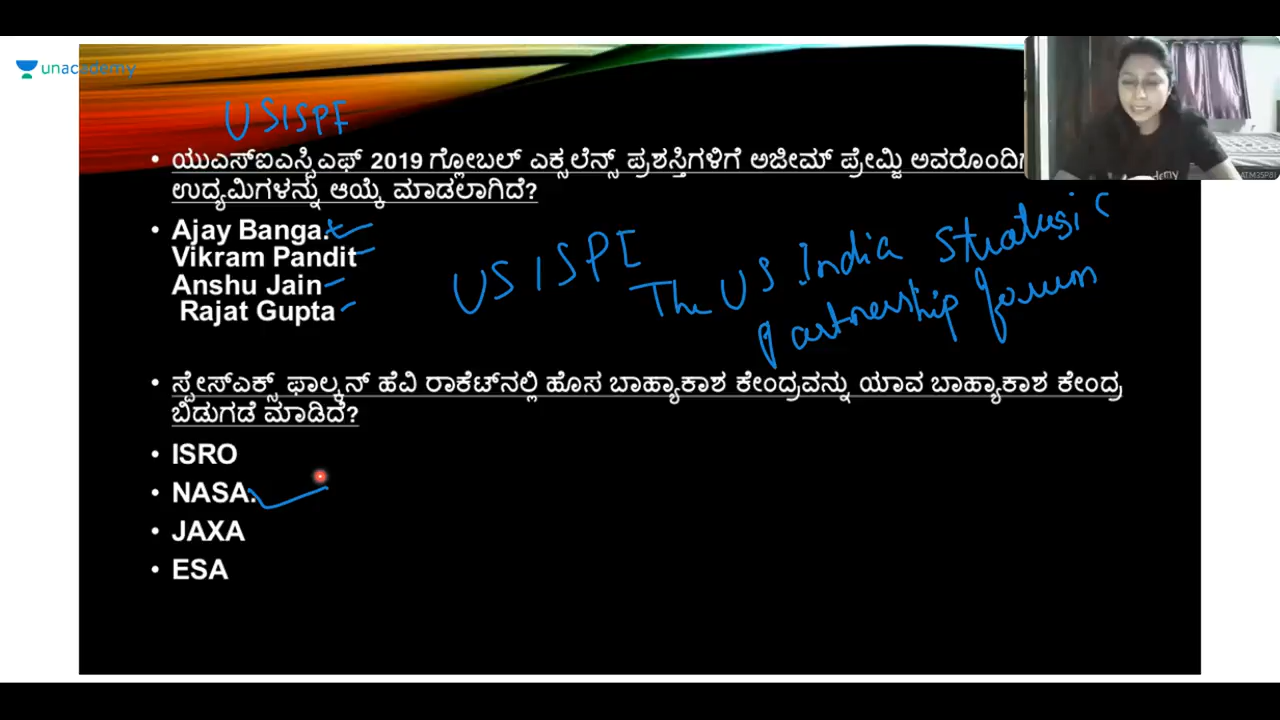 unacademy
USISPF
• ಯುಎಸ್ಐಎಸ್ಪಿಎಫ್ 2019 ಗ್ಲೋಬಲ್ ಎಕ್ಸಲೆನ್ಸ್ ಪ್ರಶಸ್ತಿಗಳಿಗೆ ಅಜೀಮ್ ಪ್ರೇಮ್ಜಿ
ಉದ್ಯಮಿಗಳನ್ನು ಆಯ್ಕೆ ಮಾಡಲಾಗಿದೆ?
• Ajay Banga.
Vikram Pandit
Anshu Jain
Rajat Gupta
USISPF
The US India Strategic
partnership forum
• ಸ್ಪೇಸ್ಎಕ್ಸ್ ಫಾಲ್ಕನ್ ಹೆವಿ ರಾಕೆಟ್‌ನಲ್ಲಿ ಹೊಸ ಬಾಹ್ಯಾಕಾಶ ಕೇಂದ್ರವನ್ನು ಯಾವ ಬಾಹ್ಯಾಕಾಶ ಕೇಂದ್ರ
ಬಿಡುಗಡೆ ಮಾಡಿದೆ?
• ISRO
• NASA.
• JAXA
• ESA